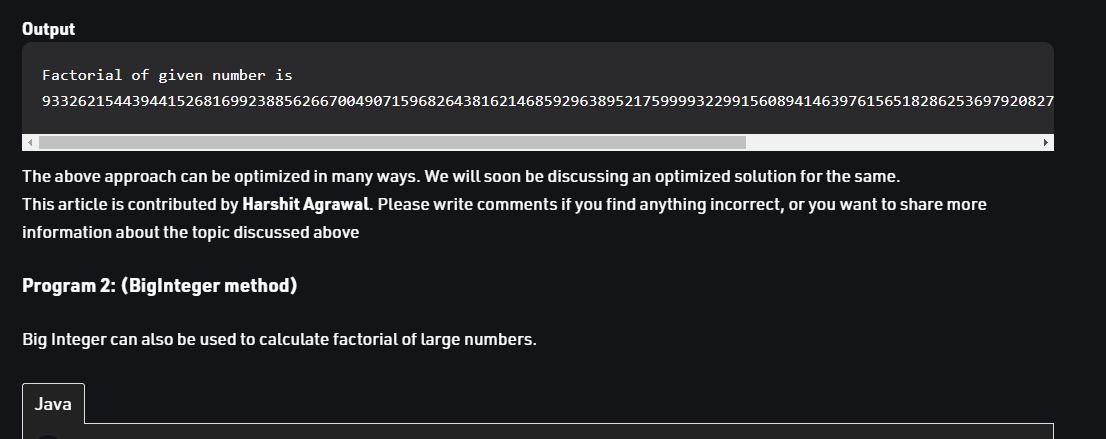 Output
Factorial of given number is
93326215443944152681699238856266700490715968264381621468592963895217599993229915608941463976156518286253697920827
The above approach can be optimized in many ways. We will soon be discussing an optimized solution for the same.
This article is contributed by Harshit Agrawal. Please write comments if you find anything incorrect, or you want to share more
information about the topic discussed above
Program 2: (BigInteger method)
Big Integer can also be used to calculate factorial of large numbers.
Java